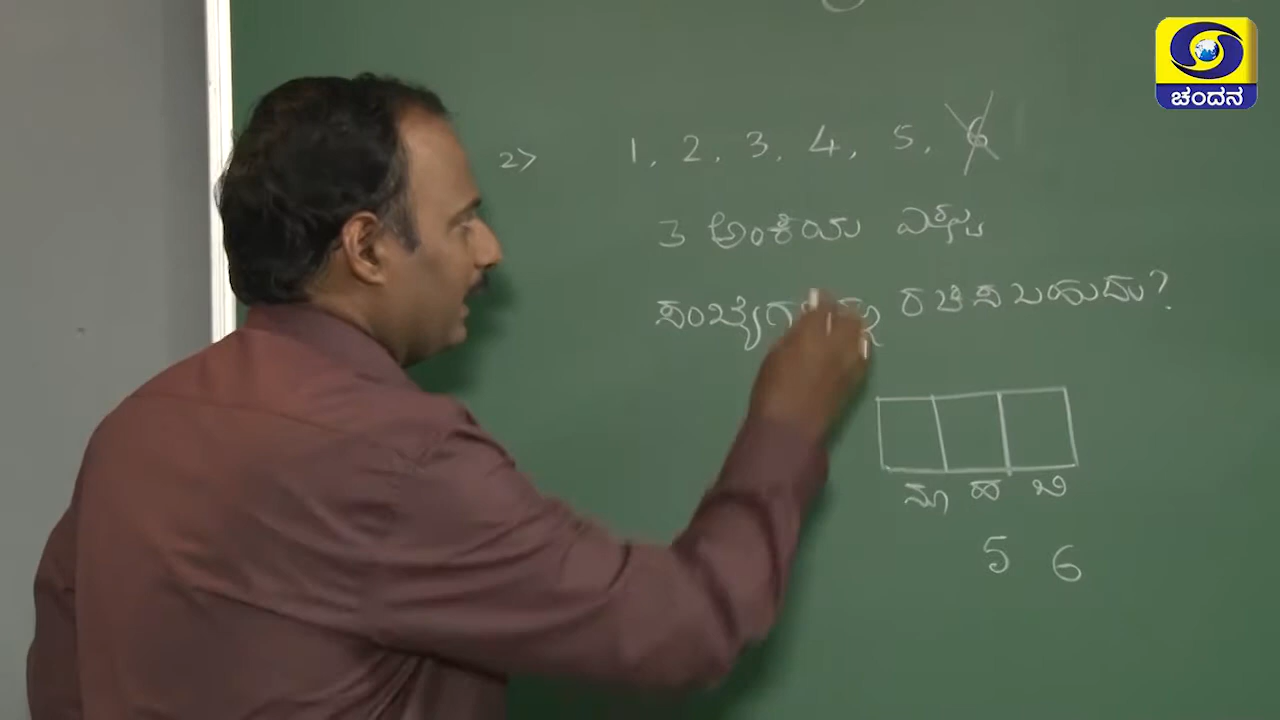 ಚಂದನ
2> 1, 2, 3, 4, 5, 6
3 ಅಂಕಿಯ ಎಷ್ಟು
ರಚಿಸಬಹುದು?
ನೂ ಹ ಬಿ
5 6